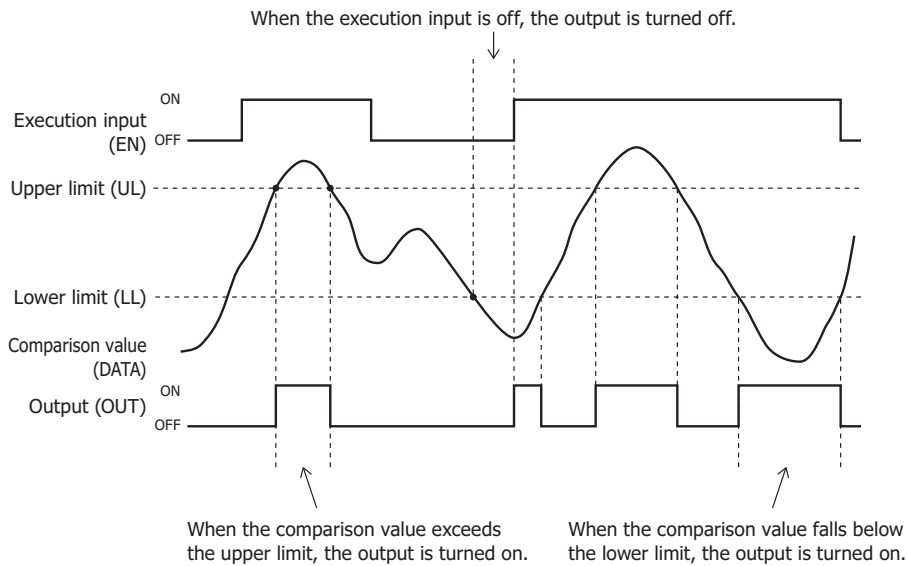 When the execution input is off, the output is turned off.
ON
Execution input
(EN)
OFF
Upper limit (UL)
Lower limit (LL)
Comparison value
(DATA)
ON
Output (OUT)
OFF
When the comparison value exceeds
the upper limit, the output is turned on.
When the comparison value falls below
the lower limit, the output is turned on.